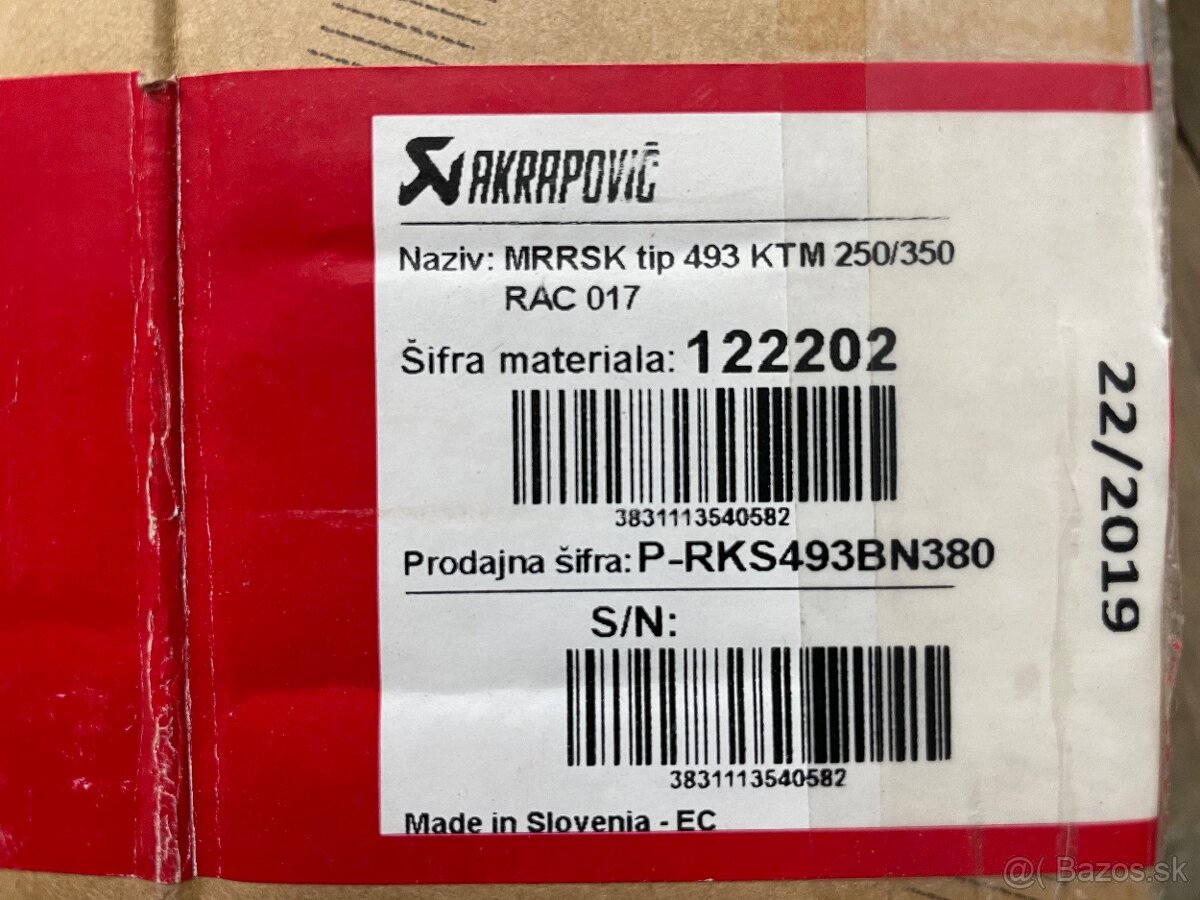 AKRAPOVIČ
Naziv: MRRSK tip 493 KTM 250/350
RAC 017
Šifra materiala: 122202
3831113540582
Prodajna šifra: P-RKS493BN380
S/N:
3831113540582
Made in Slovenia - EC
22/2019
@( Bazos.sk